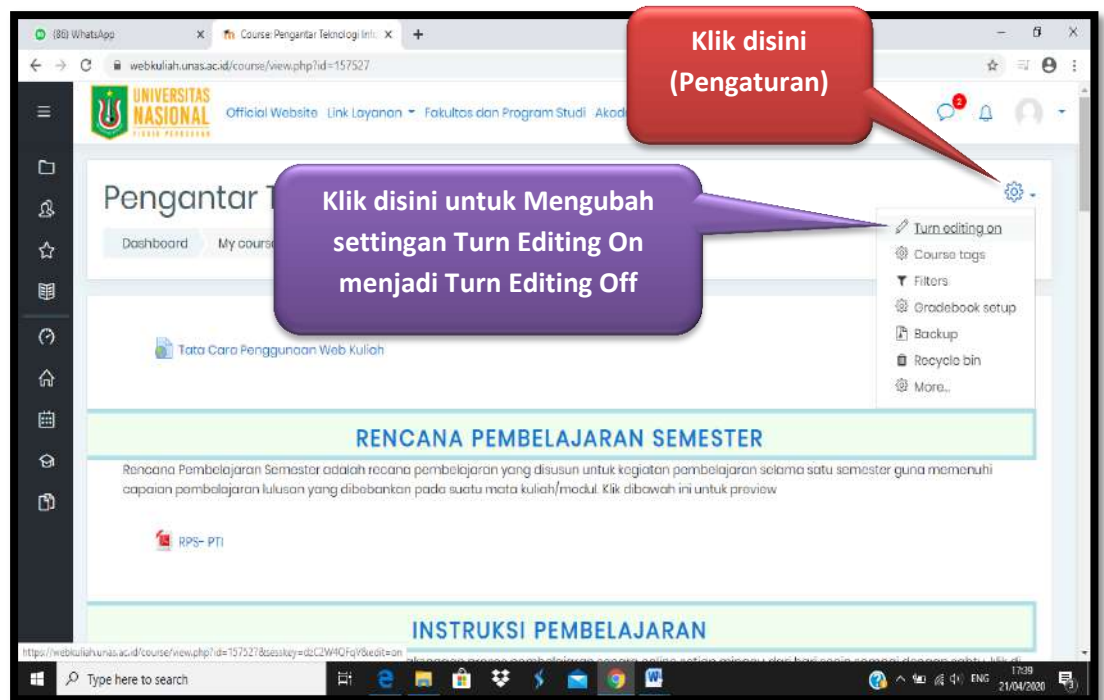 (86) WhatsApp
Course: Pengantar Teknologi Inf
webkuliah.unas.ac.id/course/view.php?id=157527
Klik disini
(Pengaturan)
UNIVERSITAS
NASIONAL
Official Website Link Layanan Fakultas dan Program Studi Akad
2
Pengantar T
Dashboard My cours
Klik disini untuk Mengubah
settingan Turn Editing On
menjadi Turn Editing Off
Turn editing on
Course tags
Filters
Gradebook setup
Backup
Recycle bin
More...
Tata Cara Penggunaan Web Kuliah
RENCANA PEMBELAJARAN SEMESTER
Rencana Pembelajaran Semester adalah recana pembelajaran yang disusun untuk kegiatan pembelajaran selama satu semester guna memenuhi
capaian pembelajaran lulusan yang dibebankan pada suatu mata kuliah/modul. Klik dibawah ini untuk preview
RPS- PTI
INSTRUKSI PEMBELAJARAN
https://webkuliah.unas.ac.id/course/view.php?id=157527&sesskey=dzC2W4QFqV&edit=on
Type here to search
ENG
17:39
21/04/2020